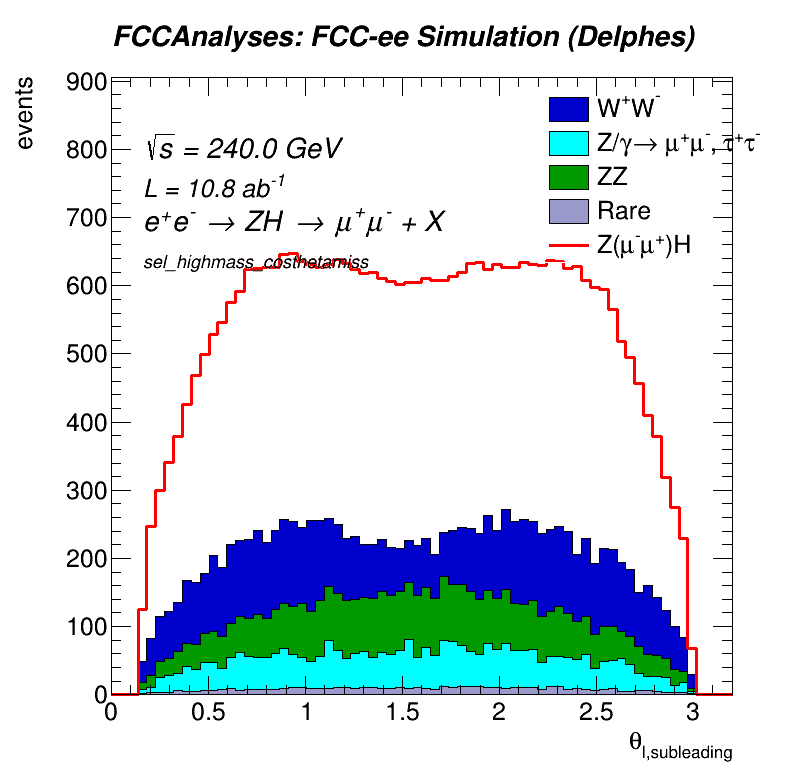 FCCAnalyses: FCC-ee Simulation (Delphes)
events
900
800
700
600
500
400
300
200
100
0
√s = 240.0 GeV
L = 10.8 ab⁻¹
e⁺e⁻ → ZH → μ⁺μ⁻ + X
sel_highmass_costhetamiss
W⁺W⁻
Z/γ→ μ⁺μ⁻, τ⁺τ⁻
ZZ
Rare
Z(μ⁻μ⁺)H
0 0.5 1 1.5 2 2.5 3
θ_l,subleading